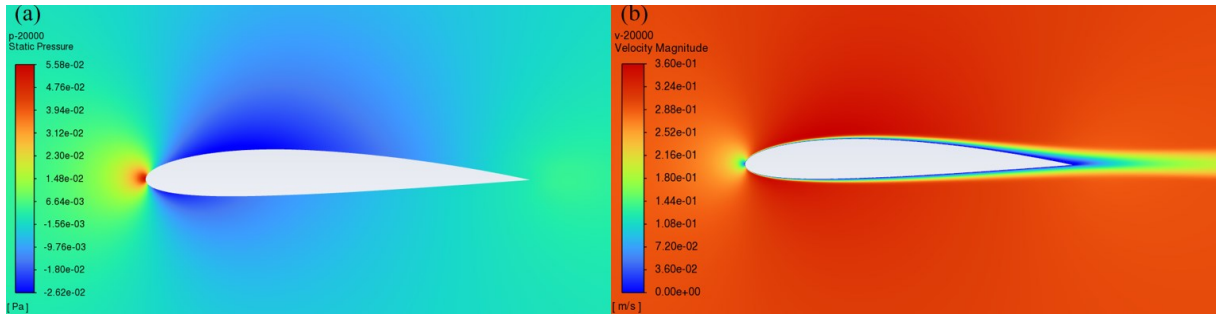 (a)
p-20000
Static Pressure
5.58e-02
4.76e-02
3.94e-02
3.12e-02
2.30e-02
1.48e-02
6.64e-03
-1.56e-03
-9.76e-03
-1.80e-02
-2.62e-02
[ Pa]
(b)
v-20000
Velocity Magnitude
3.60e-01
3.24e-01
2.88e-01
2.52e-01
2.16e-01
1.80e-01
1.44e-01
1.08e-01
7.20e-02
3.60e-02
0.00e+00
[ m/s ]